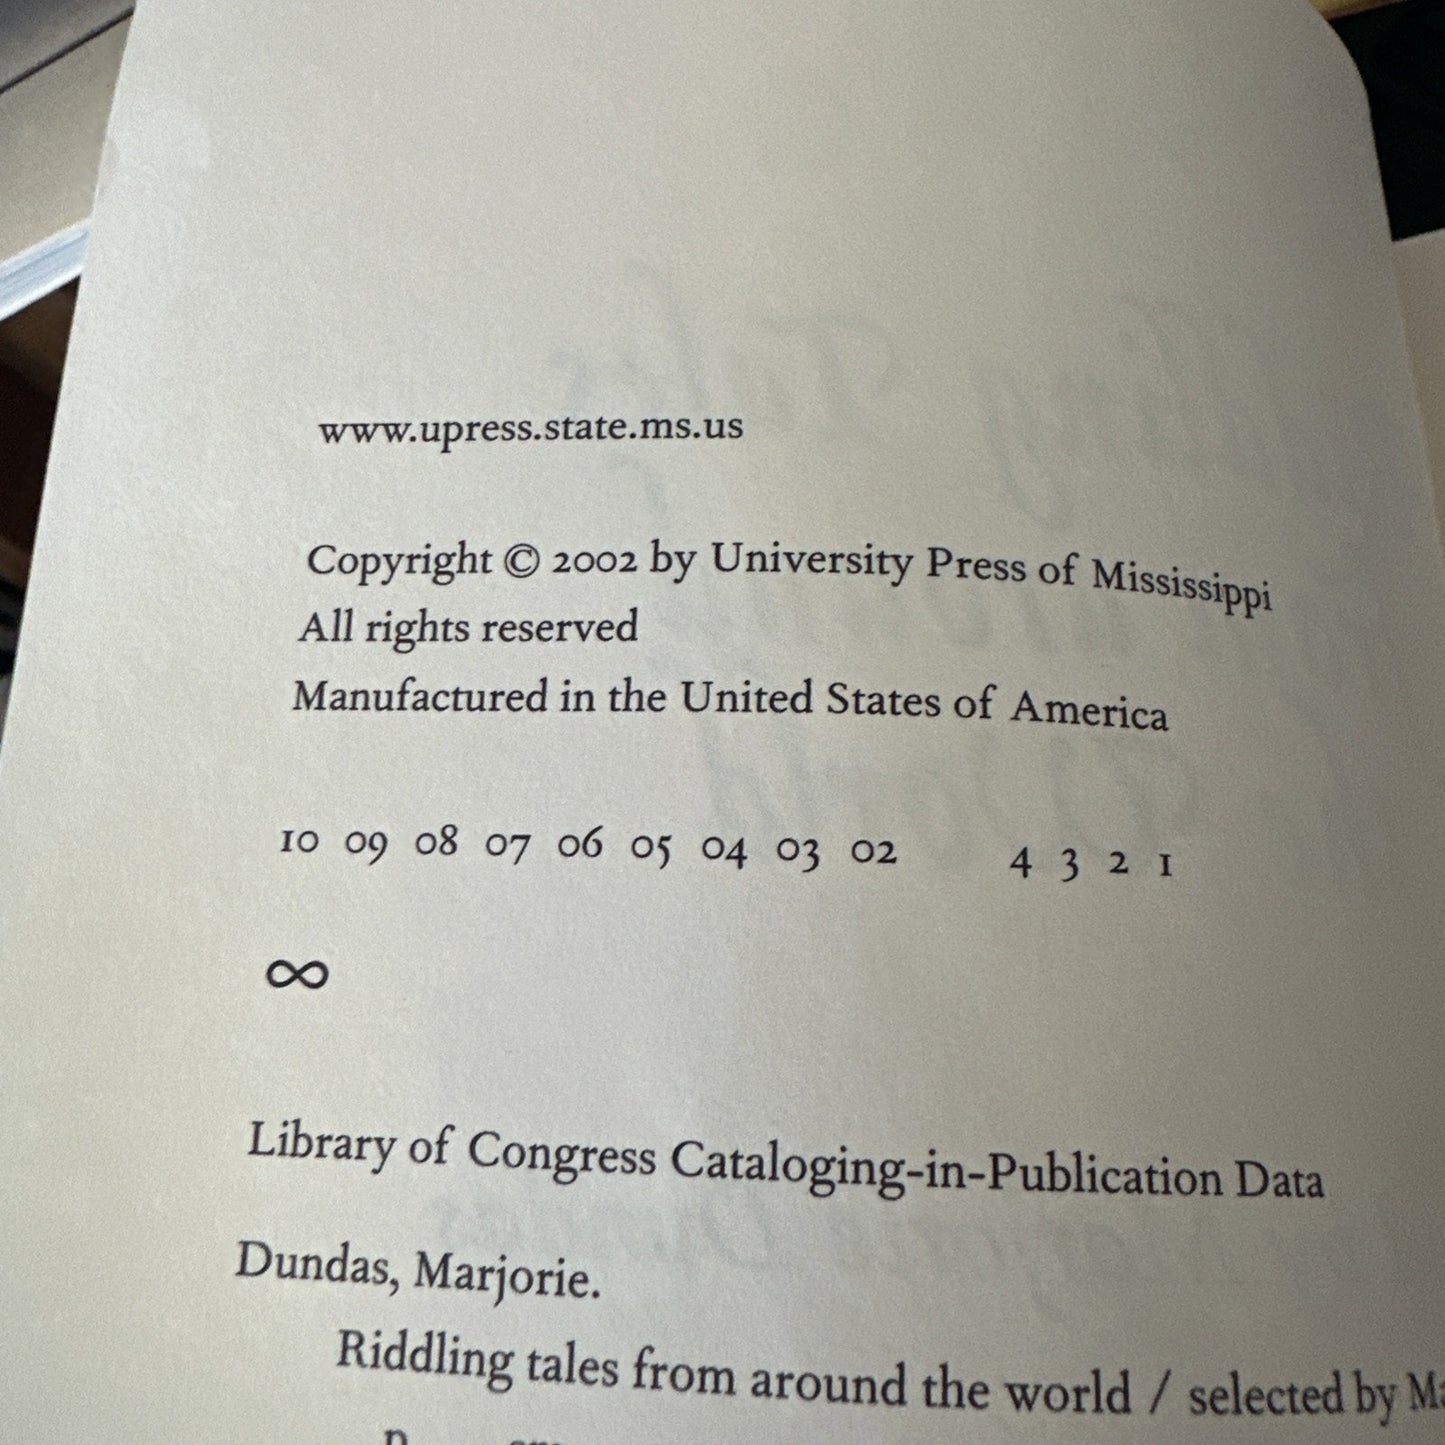 www.upress.state.ms.us
Copyright © 2002 by University Press of Mississippi
All rights reserved
Manufactured in the United States of America
10 09 08 07 06 05 04 03 02 4 3 2 1
∞
Library of Congress Cataloging-in-Publication Data
Dundas, Marjorie.
Riddling tales from around the world / selected by